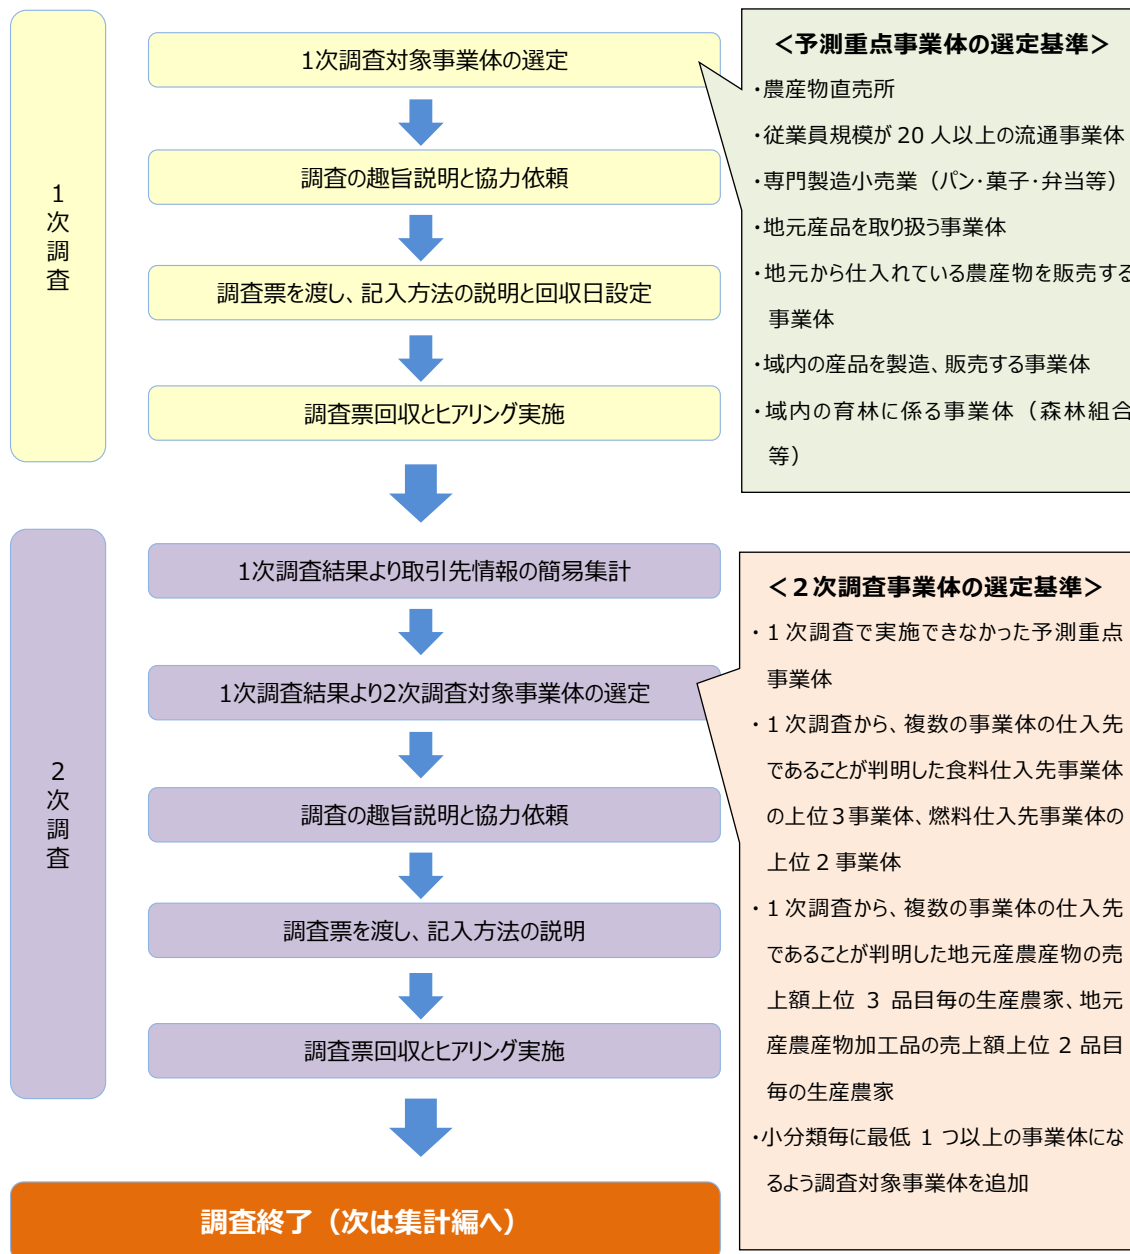 1次調査
1次調査対象事業体の選定
調査の趣旨説明と協力依頼
調査票を渡し、記入方法の説明と回収日設定
調査票回収とヒアリング実施
＜予測重点事業体の選定基準＞
・農産物直売所
・従業員規模が 20 人以上の流通事業体
・専門製造小売業（パン・菓子・弁当等）
・地元産品を取り扱う事業体
・地元から仕入れている農産物を販売する
事業体
・域内の産品を製造、販売する事業体
・域内の育林に係る事業体（森林組合
等）
2次調査
1次調査結果より取引先情報の簡易集計
1次調査結果より2次調査対象事業体の選定
調査の趣旨説明と協力依頼
調査票を渡し、記入方法の説明
調査票回収とヒアリング実施
＜２次調査事業体の選定基準＞
・１次調査で実施できなかった予測重点
事業体
・１次調査から、複数の事業体の仕入先
であることが判明した食料仕入先事業体
の上位３事業体、燃料仕入先事業体の
上位 2 事業体
・１次調査から、複数の事業体の仕入先
であることが判明した地元産農産物の売
上額上位 3 品目毎の生産農家、地元
産農産物加工品の売上額上位 2 品目
毎の生産農家
・小分類毎に最低 1 つ以上の事業体にな
るよう調査対象事業体を追加
調査終了（次は集計編へ）